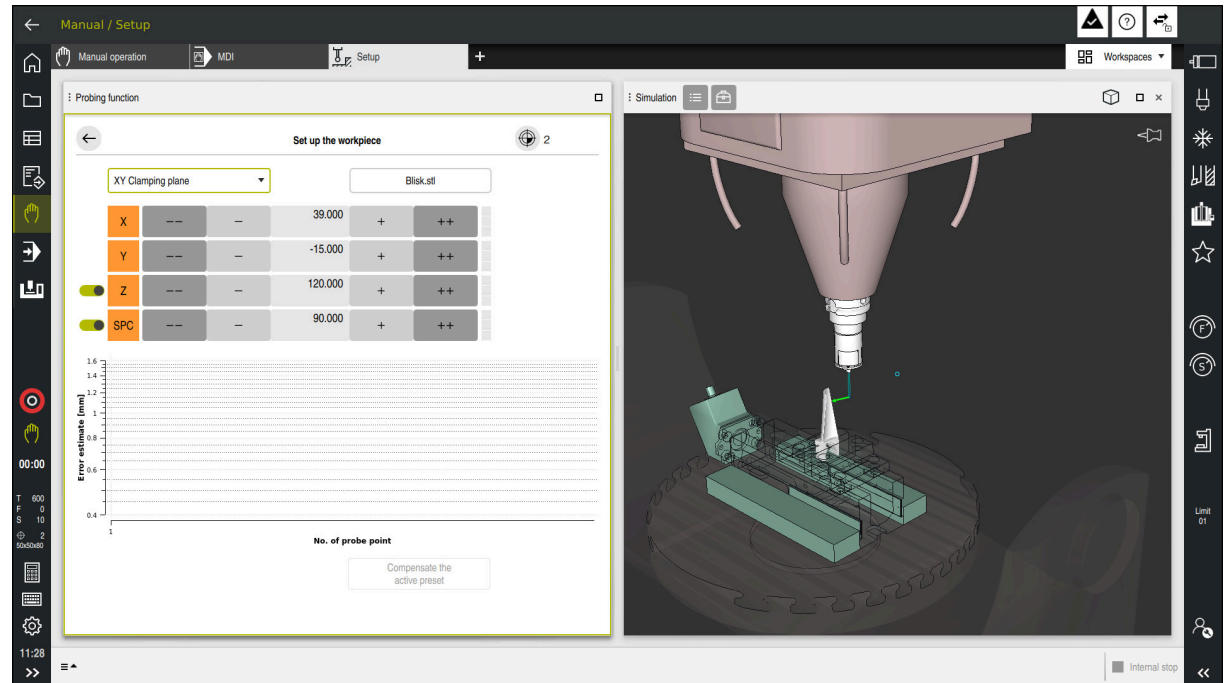 Manual / Setup
Manual operation
MDI
Setup
+
Workspaces
Probing function
Simulation
Set up the workpiece
2
XY Clamping plane
Blisk.stl
X
−−
−
39.000
+
++
Y
−−
−
-15.000
+
++
Z
−−
−
120.000
+
++
SPC
−−
−
90.000
+
++
1.6
1.4
1.2
1
0.8
0.6
0.4
Error estimate [mm]
1
No. of probe point
Compensate the
active preset
00:00
T 600
F 0
S 10
2
50x50x80
11:28
F
S
Limit
01
Internal stop